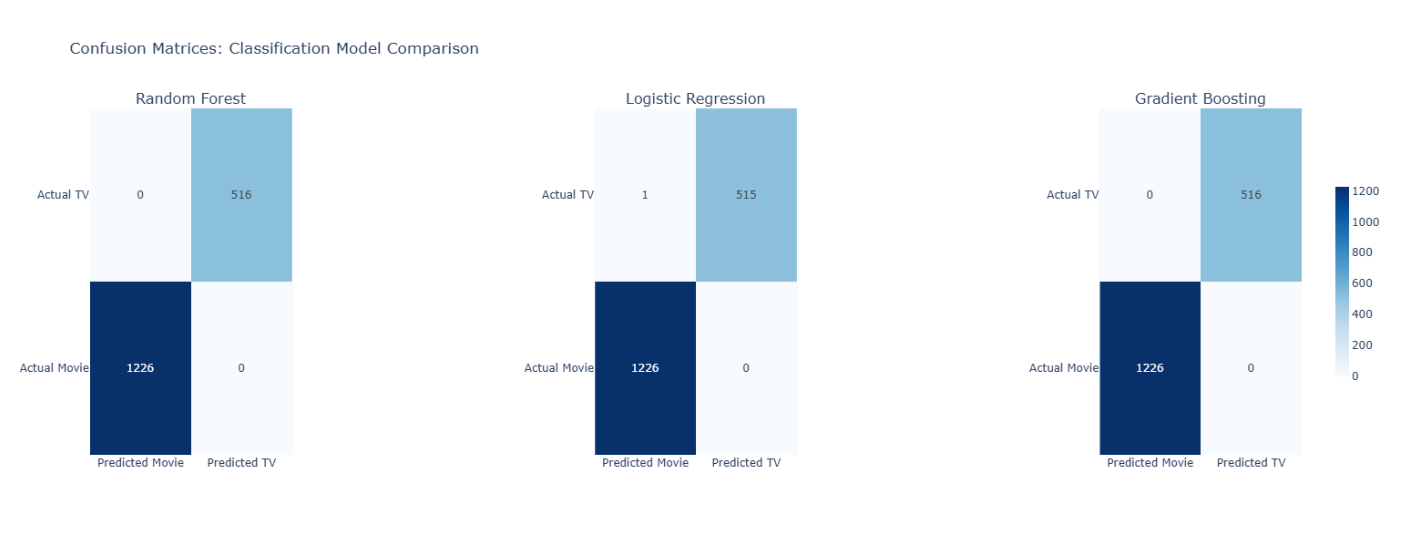 Confusion Matrices: Classification Model Comparison
Random Forest
Logistic Regression
Gradient Boosting
Actual TV
0
516
Actual TV
1
515
Actual TV
0
516
Actual Movie
1226
0
Actual Movie
1226
0
Actual Movie
1226
0
Predicted Movie
Predicted TV
Predicted Movie
Predicted TV
Predicted Movie
Predicted TV
1200
1000
800
600
400
200
0